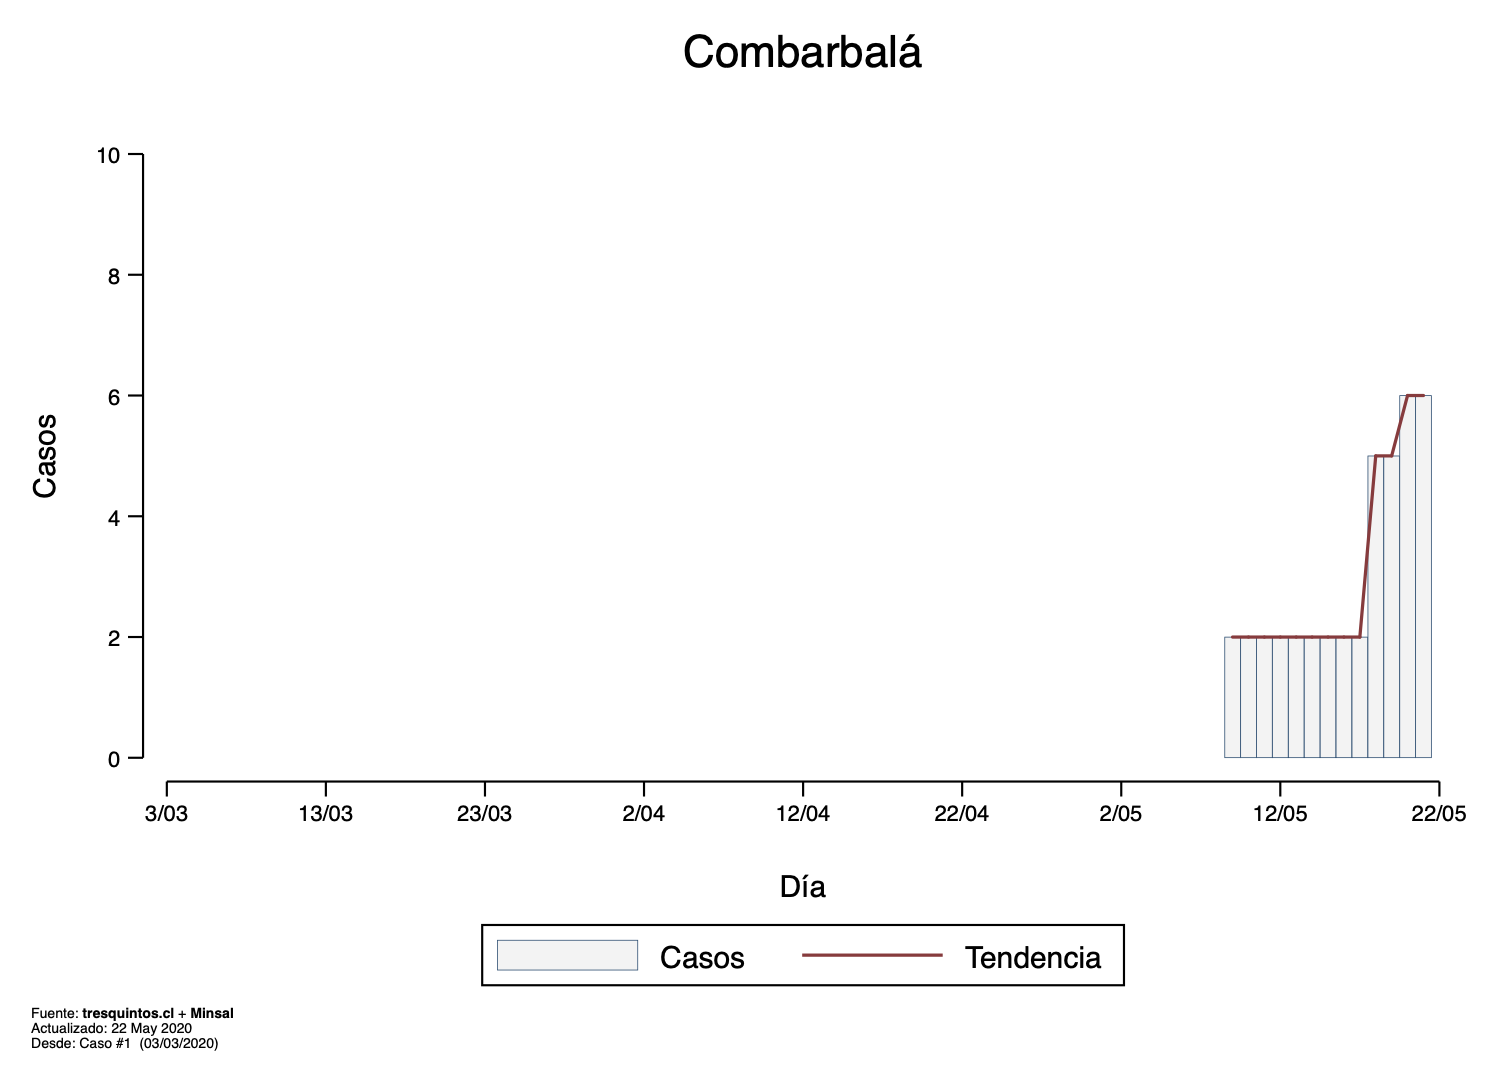 Combarbalá
10
8
6
4
2
0
Casos
3/03 13/03 23/03 2/04 12/04 22/04 2/05 12/05 22/05
Día
Casos Tendencia
Fuente: tresquintos.cl + Minsal
Actualizado: 22 May 2020
Desde: Caso #1 (03/03/2020)